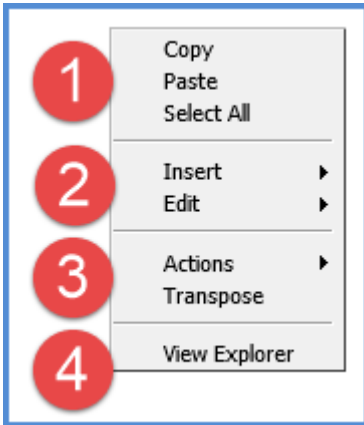 1
Copy
Paste
Select All
2
Insert
Edit
3
Actions
Transpose
4
View Explorer